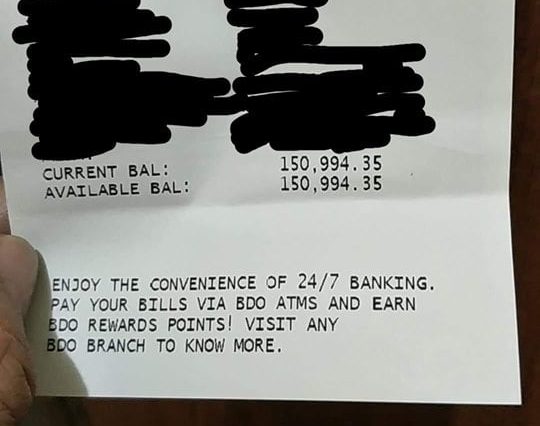 CURRENT BAL: 150,994.35
AVAILABLE BAL: 150,994.35
ENJOY THE CONVENIENCE OF 24/7 BANKING.
PAY YOUR BILLS VIA BDO ATMS AND EARN
BDO REWARDS POINTS! VISIT ANY
BDO BRANCH TO KNOW MORE.